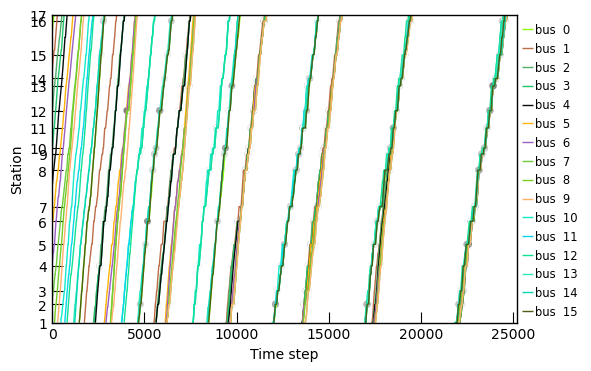 17
16
15
14
13
12
11
10
9
8
7
6
5
4
3
2
1
Station
0
5000
10000
15000
20000
25000
Time step
bus 0
bus 1
bus 2
bus 3
bus 4
bus 5
bus 6
bus 7
bus 8
bus 9
bus 10
bus 11
bus 12
bus 13
bus 14
bus 15